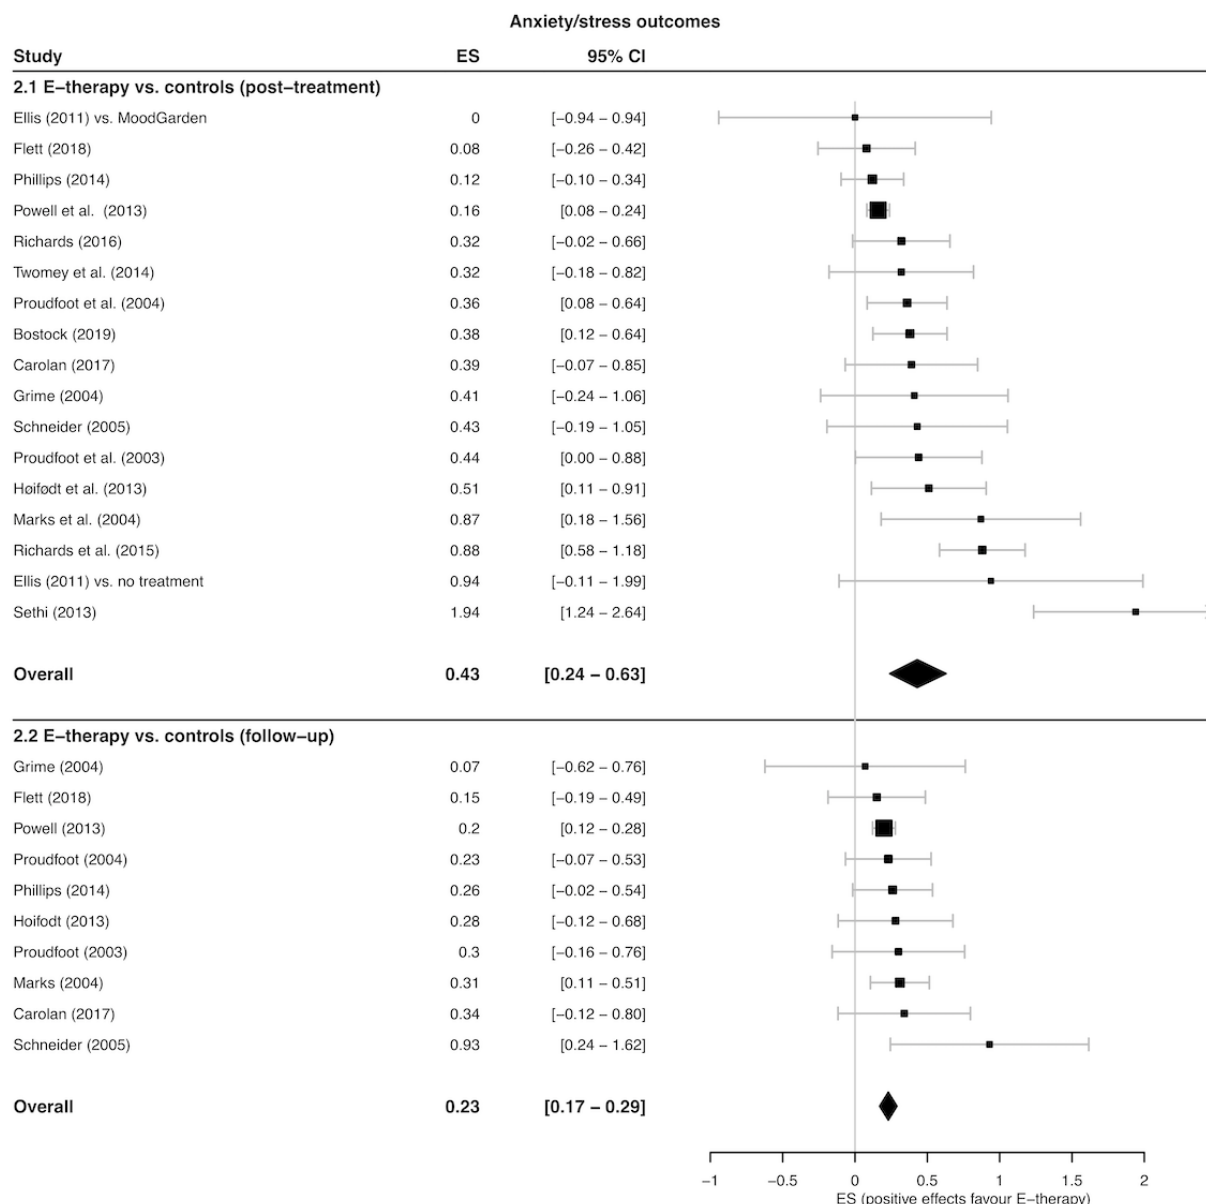 Anxiety/stress outcomes
Study ES 95% CI
2.1 E−therapy vs. controls (post−treatment)
Ellis (2011) vs. MoodGarden 0 [−0.94 − 0.94]
Flett (2018) 0.08 [−0.26 − 0.42]
Phillips (2014) 0.12 [−0.10 − 0.34]
Powell et al. (2013) 0.16 [0.08 − 0.24]
Richards (2016) 0.32 [−0.02 − 0.66]
Twomey et al. (2014) 0.32 [−0.18 − 0.82]
Proudfoot et al. (2004) 0.36 [0.08 − 0.64]
Bostock (2019) 0.38 [0.12 − 0.64]
Carolan (2017) 0.39 [−0.07 − 0.85]
Grime (2004) 0.41 [−0.24 − 1.06]
Schneider (2005) 0.43 [−0.19 − 1.05]
Proudfoot et al. (2003) 0.44 [0.00 − 0.88]
Høifødt et al. (2013) 0.51 [0.11 − 0.91]
Marks et al. (2004) 0.87 [0.18 − 1.56]
Richards et al. (2015) 0.88 [0.58 − 1.18]
Ellis (2011) vs. no treatment 0.94 [−0.11 − 1.99]
Sethi (2013) 1.94 [1.24 − 2.64]
Overall 0.43 [0.24 − 0.63]
2.2 E−therapy vs. controls (follow−up)
Grime (2004) 0.07 [−0.62 − 0.76]
Flett (2018) 0.15 [−0.19 − 0.49]
Powell (2013) 0.2 [0.12 − 0.28]
Proudfoot (2004) 0.23 [−0.07 − 0.53]
Phillips (2014) 0.26 [−0.02 − 0.54]
Hoifodt (2013) 0.28 [−0.12 − 0.68]
Proudfoot (2003) 0.3 [−0.16 − 0.76]
Marks (2004) 0.31 [0.11 − 0.51]
Carolan (2017) 0.34 [−0.12 − 0.80]
Schneider (2005) 0.93 [0.24 − 1.62]
Overall 0.23 [0.17 − 0.29]
−1 −0.5 0 0.5 1 1.5 2
ES (positive effects favour E−therapy)